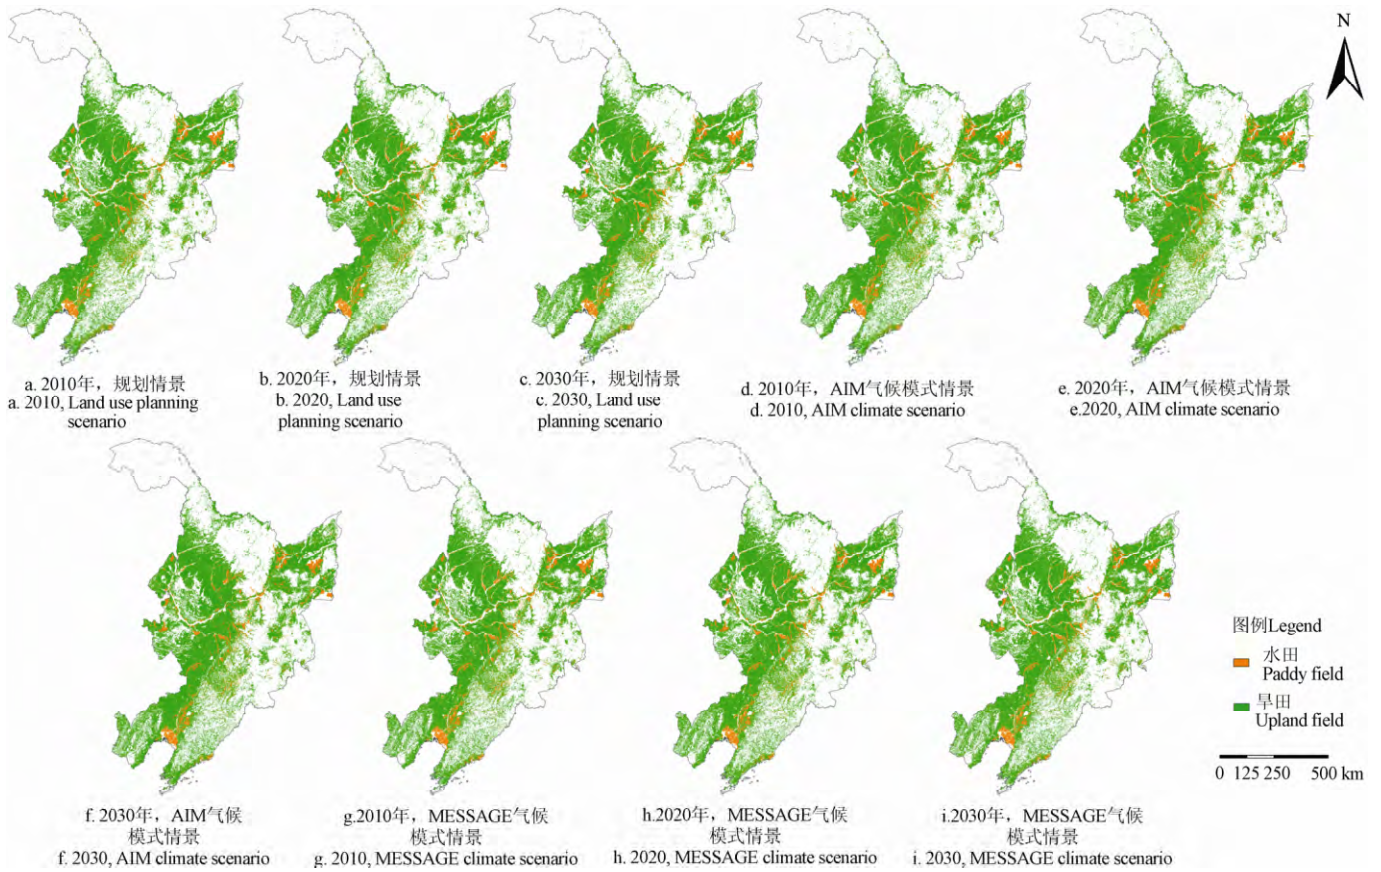 N
a. 2010年，规划情景
a. 2010, Land use planning
scenario
b. 2020年，规划情景
b. 2020, Land use
planning scenario
c. 2030年，规划情景
c. 2030, Land use
planning scenario
d. 2010年，AIM气候模式情景
d. 2010, AIM climate scenario
e. 2020年，AIM气候模式情景
e.2020, AIM climate scenario
图例Legend
水田
Paddy field
旱田
Upland field
0 125 250 500 km
f. 2030年，AIM气候
模式情景
f. 2030, AIM climate scenario
g.2010年，MESSAGE气候
模式情景
g. 2010, MESSAGE climate scenario
h.2020年，MESSAGE气候
模式情景
h. 2020, MESSAGE climate scenario
i.2030年，MESSAGE气候
模式情景
i. 2030, MESSAGE climate scenario